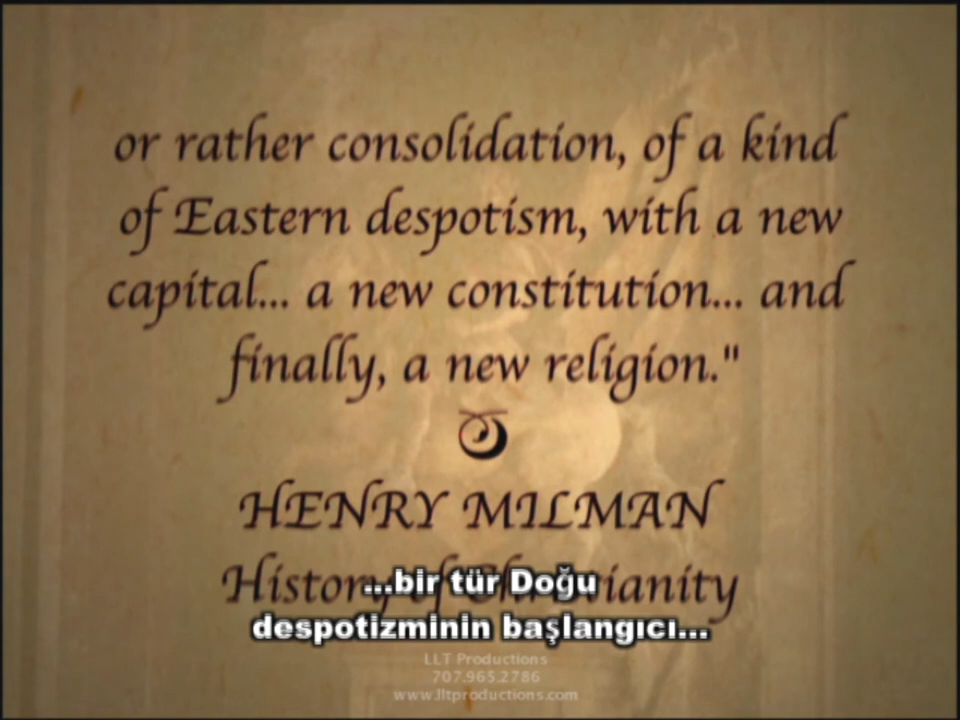 or rather consolidation, of a kind
of Eastern despotism, with a new
capital... a new constitution... and
finally, a new religion."
HENRY MILMAN
History of Christianity
...bir tür Doğu
despotizminin başlangıcı...
LLT Productions
707.965.2786
www.lltproductions.com